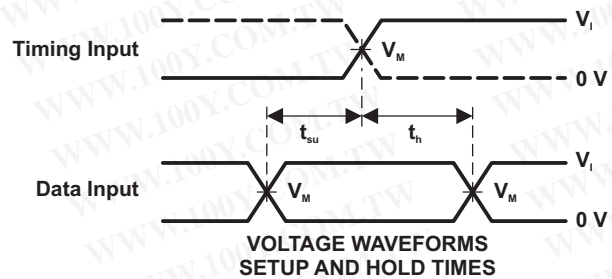 Timing Input
V_I
V_M
0 V
t_su
t_h
Data Input
V_I
V_M
V_M
0 V
VOLTAGE WAVEFORMS
SETUP AND HOLD TIMES
WWW.100Y.COM.TW